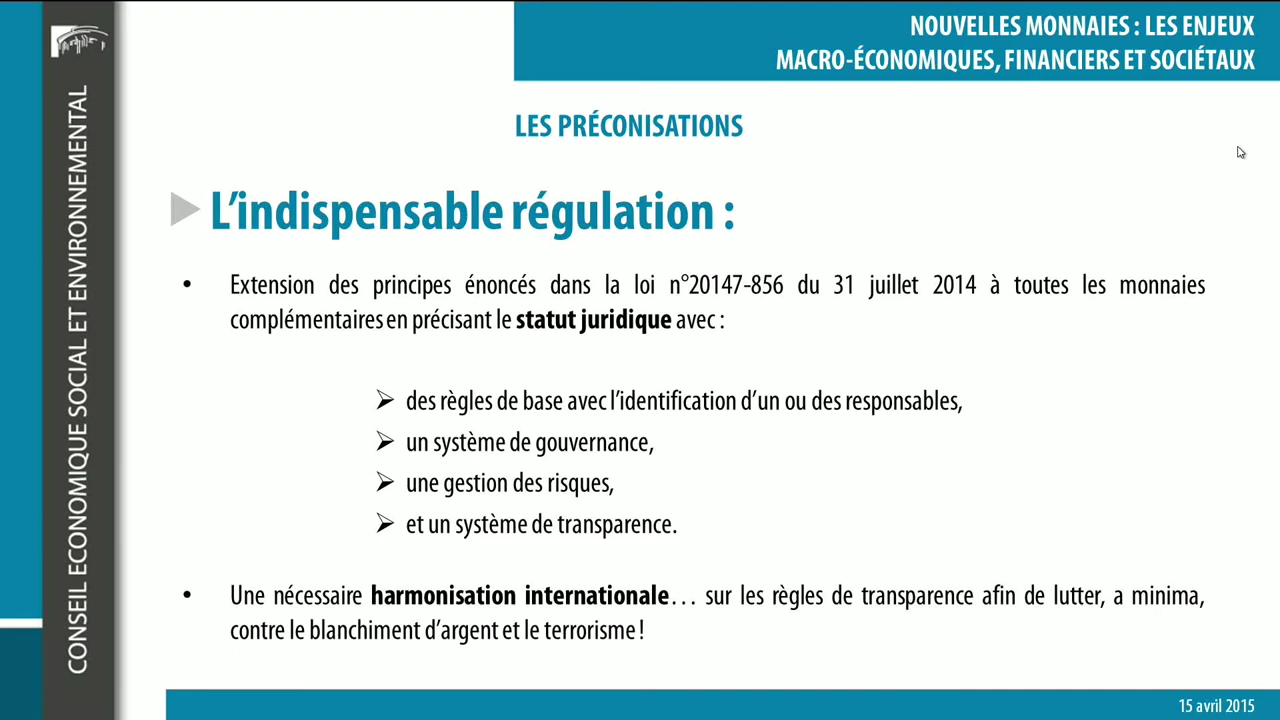 NOUVELLES MONNAIES : LES ENJEUX
MACRO-ÉCONOMIQUES, FINANCIERS ET SOCIÉTAUX
CONSEIL ECONOMIQUE SOCIAL ET ENVIRONNEMENTAL
LES PRÉCONISATIONS
L'indispensable régulation :
• Extension des principes énoncés dans la loi n°20147-856 du 31 juillet 2014 à toutes les monnaies
complémentaires en précisant le statut juridique avec :
➢ des règles de base avec l'identification d'un ou des responsables,
➢ un système de gouvernance,
➢ une gestion des risques,
➢ et un système de transparence.
• Une nécessaire harmonisation internationale… sur les règles de transparence afin de lutter, a minima,
contre le blanchiment d'argent et le terrorisme !
15 avril 2015